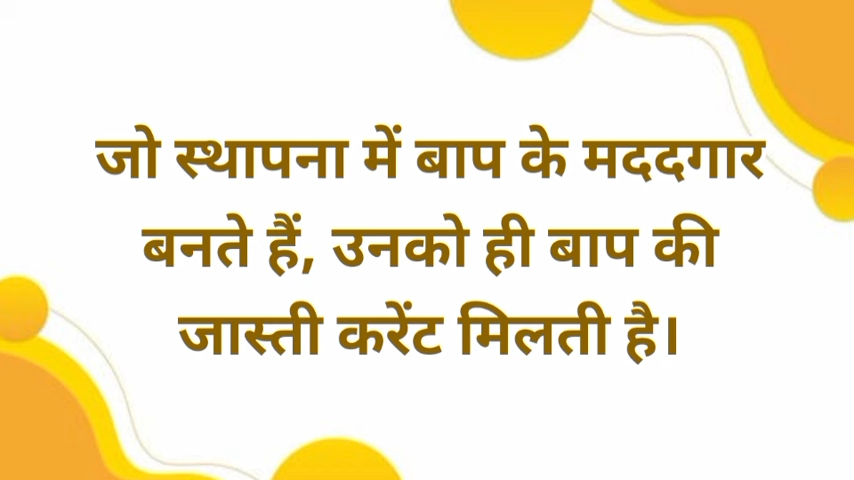 जो स्थापना में बाप के मददगार
बनते हैं, उनको ही बाप की
जास्ती करेंट मिलती है।